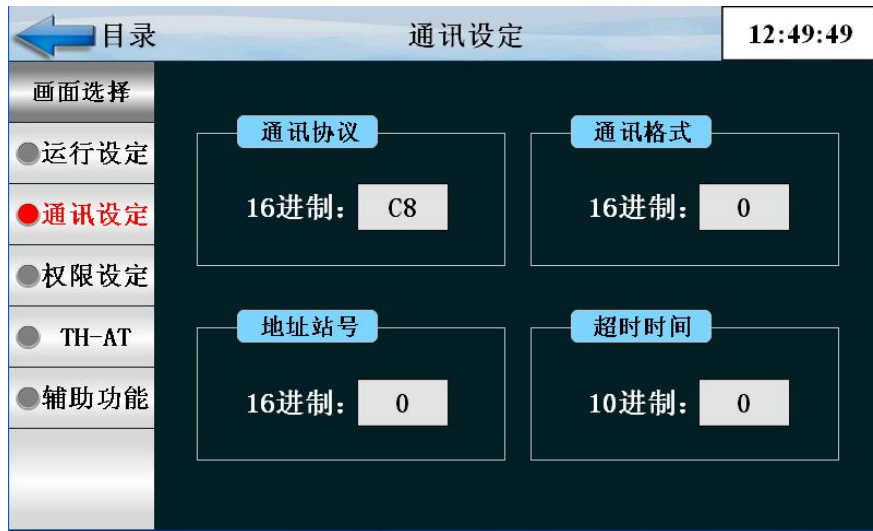 目录
通讯设定
12:49:49
画面选择
运行设定
通讯设定
权限设定
TH-AT
辅助功能
通讯协议
16进制： C8
通讯格式
16进制： 0
地址站号
16进制： 0
超时时间
10进制： 0